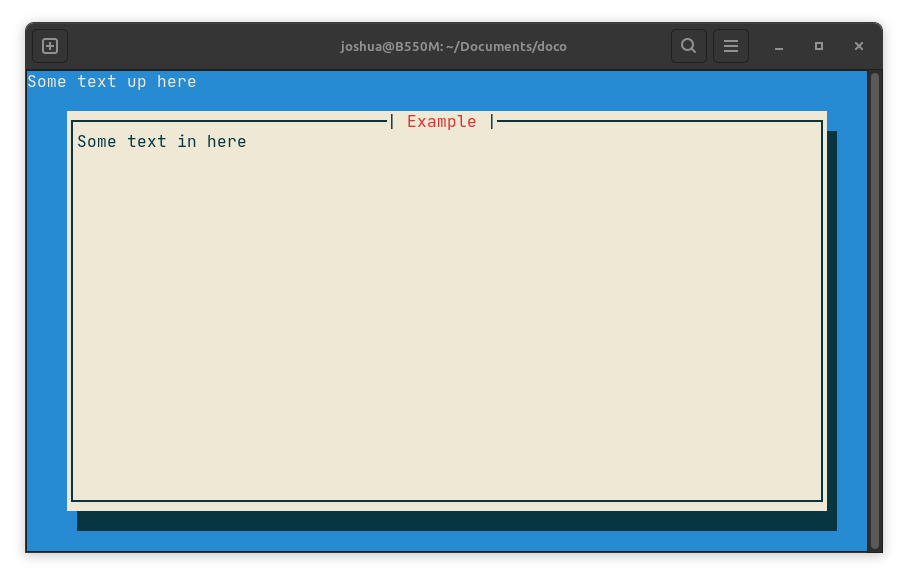 joshua@B550M: ~/Documents/doco
Some text up here
| Example |
Some text in here